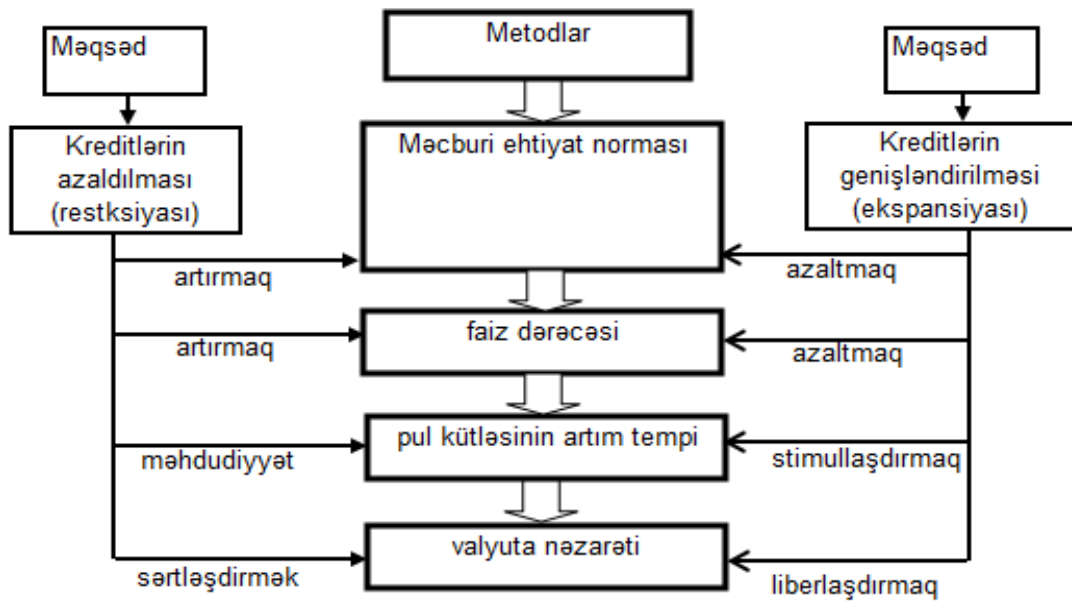 Məqsəd
Metodlar
Məqsəd
Kreditlərin
azaldılması
(restksiyası)
Məcburi ehtiyat norması
Kreditlərin
genişləndirilməsi
(ekspansiyası)
artırmaq
azaltmaq
faiz dərəcəsi
artırmaq
azaltmaq
pul kütləsinin artım tempi
məhdudiyyət
stimullaşdırmaq
valyuta nəzarəti
sərtləşdirmək
liberlaşdırmaq